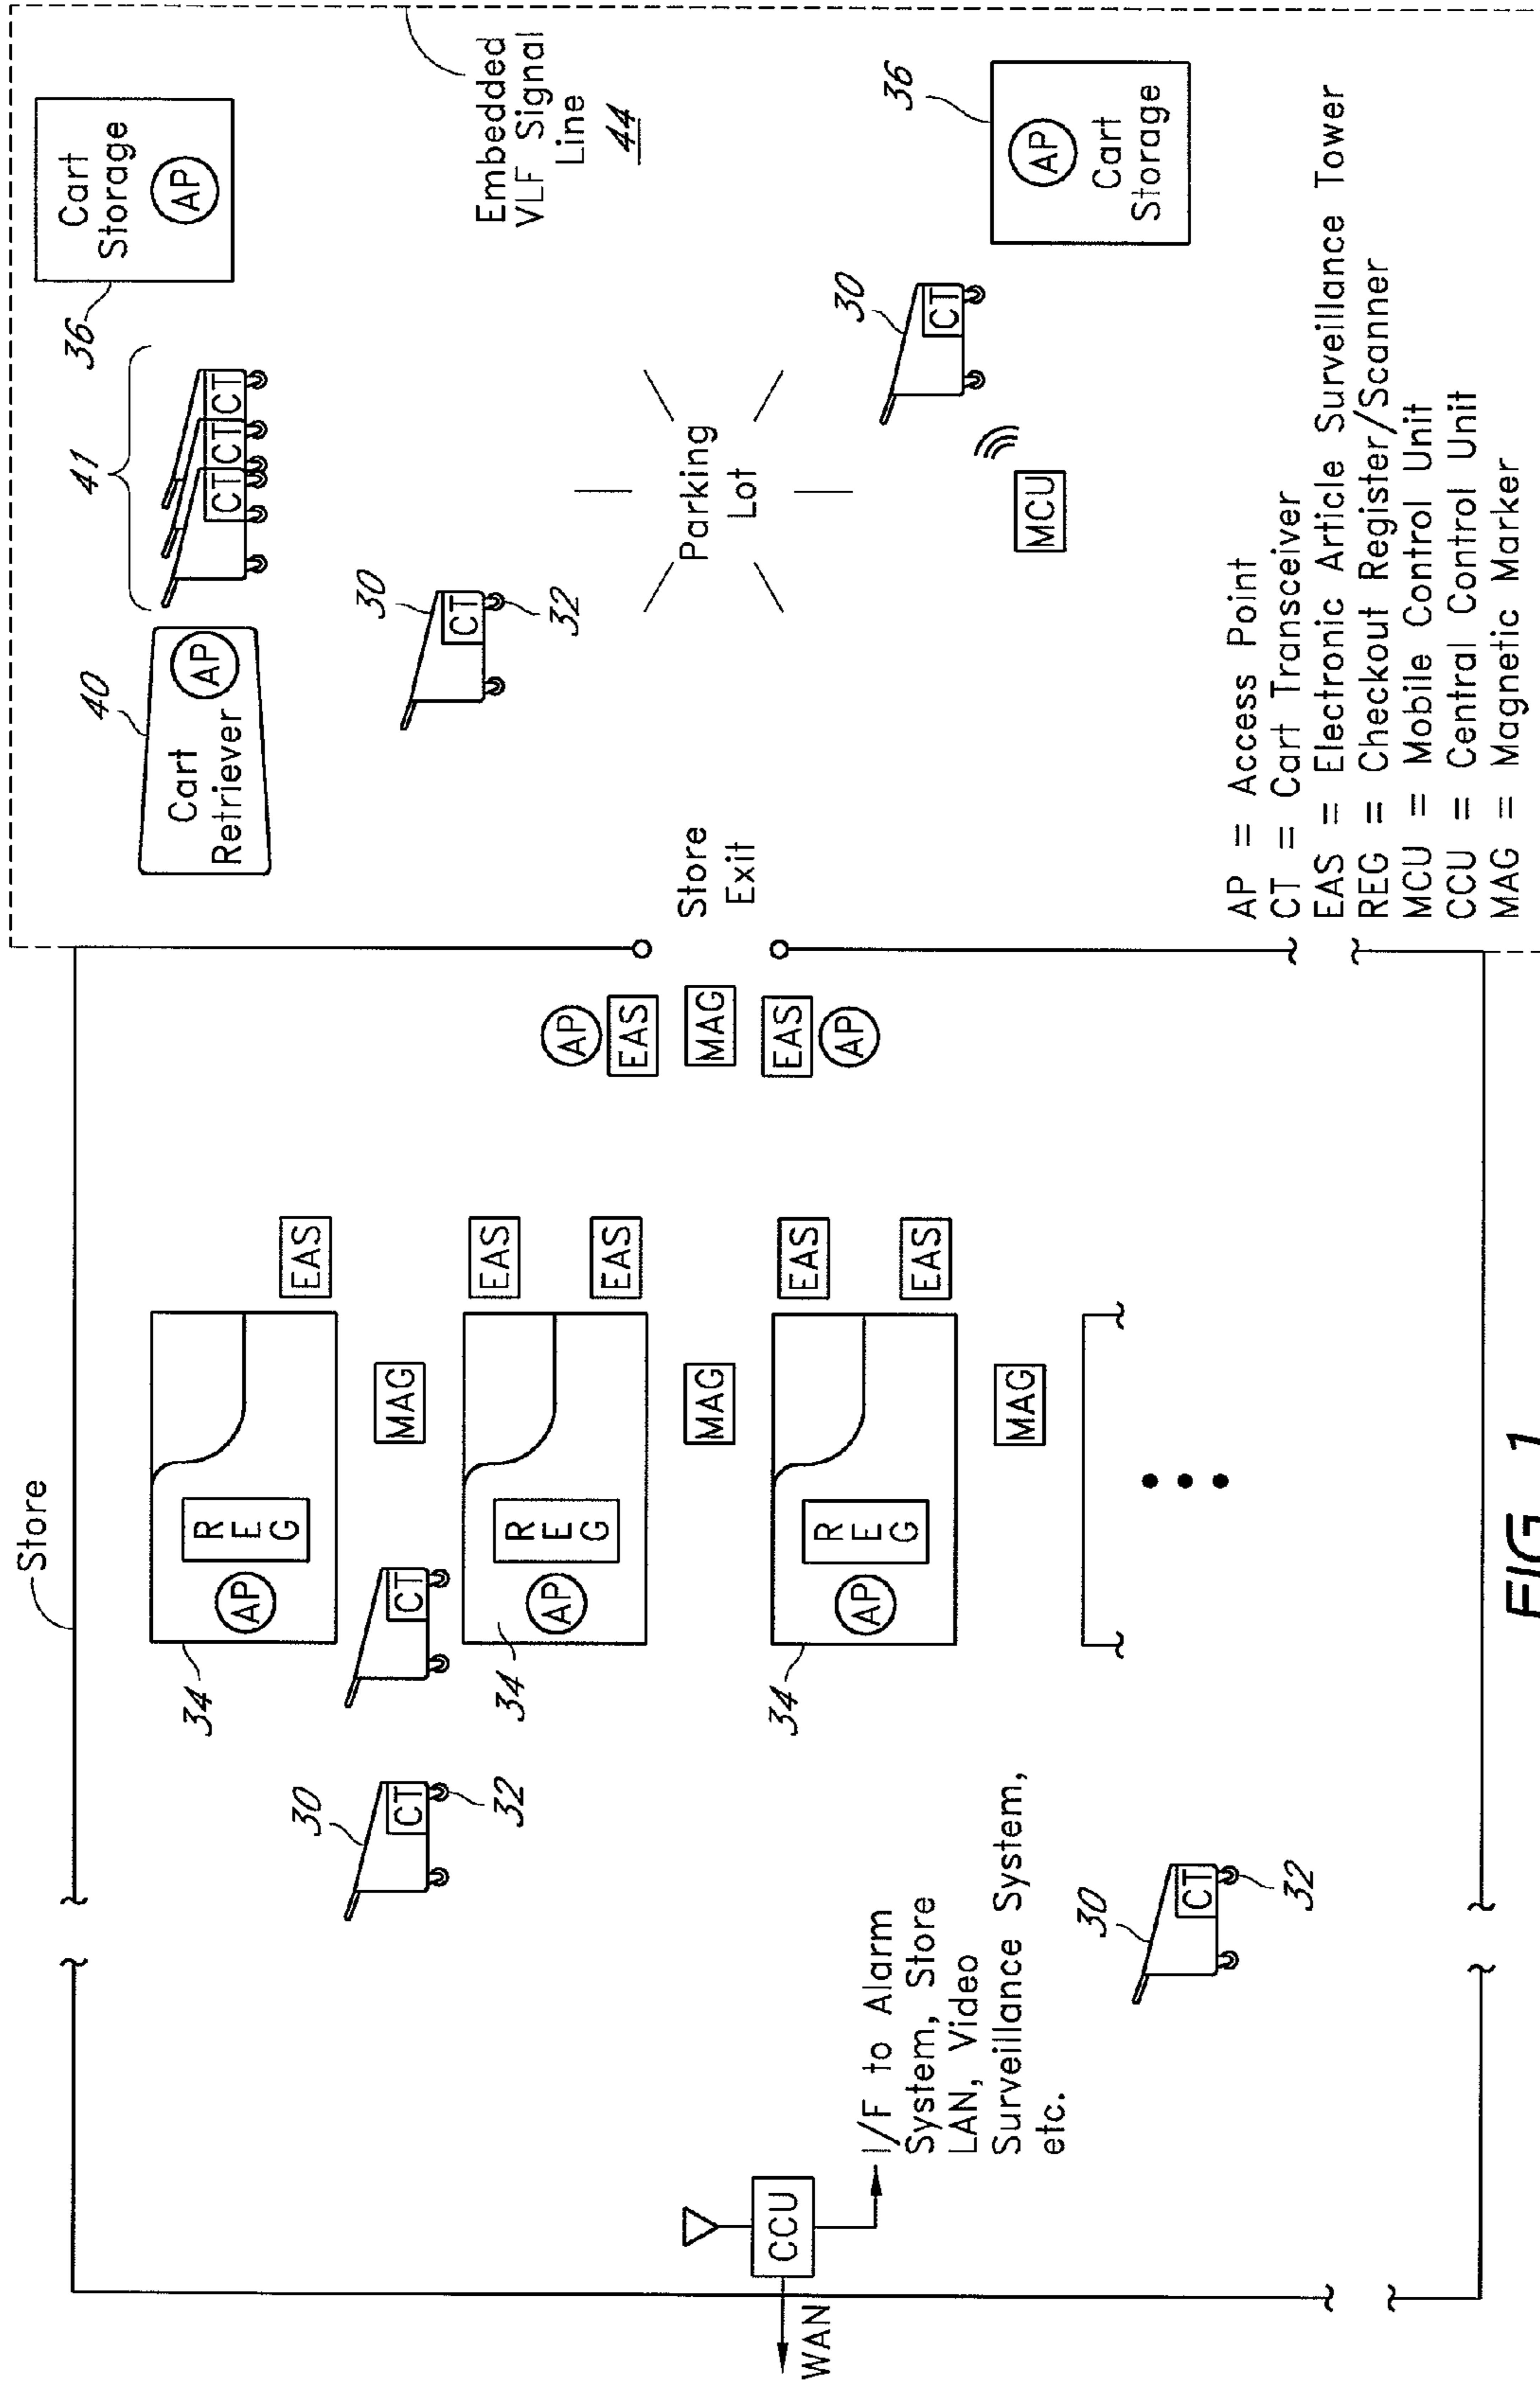 Store
34
REG
AP
EAS
30
CT
32
CT
MAG
34
REG
AP
EAS
EAS
MAG
34
REG
AP
EAS
EAS
MAG
WAN
CCU
I/F to Alarm
System, Store
LAN, Video
Surveillance System,
etc.
30
CT
32
AP
EAS
MAG
EAS
AP
Store
Exit
40
Cart
Retriever
AP
41
CT
CT
CT
36
Cart
Storage
AP
30
CT
32
Embedded
VLF Signal
Line
44
Parking
Lot
MCU
30
CT
36
AP
Cart
Storage
AP = Access Point
CT = Cart Transceiver
EAS = Electronic Article Surveillance Tower
REG = Checkout Register/Scanner
MCU = Mobile Control Unit
CCU = Central Control Unit
MAG = Magnetic Marker
FIG. 1